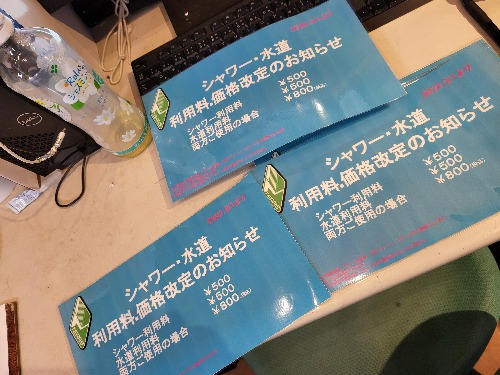 シャワー・水道
利用料.価格改定のお知らせ
シャワー利用料 ¥500
水道利用料 ¥500
両方ご使用の場合 ¥800(税込)
シャワー・水道
利用料.価格改定のお知らせ
シャワー利用料 ¥500
水道利用料 ¥500
両方ご使用の場合 ¥800(税込)
シャワー・水道
利用料.価格改定のお知らせ
シャワー利用料 ¥500
水道利用料 ¥500
両方ご使用の場合 ¥800(税込)